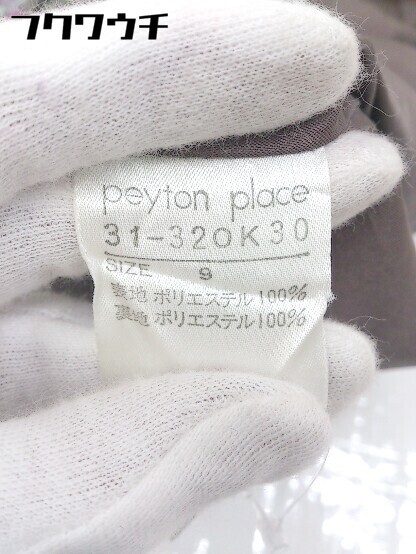 フクワウチ
peyton place
31-320K30
SIZE 9
表地 ポリエステル100%
裏地 ポリエステル100%